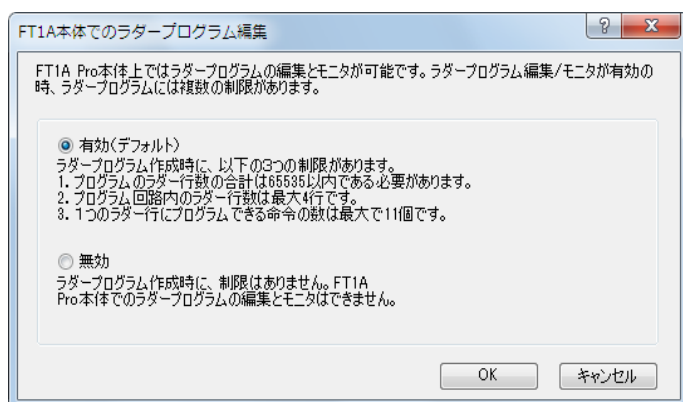 FT1A本体でのラダープログラム編集
FT1A Pro本体上ではラダープログラムの編集とモニタが可能です。ラダープログラム編集/モニタが有効の
時、ラダープログラムには複数の制限があります。
有効(デフォルト)
ラダープログラム作成時に、以下の3つの制限があります。
1. プログラムのラダー行数の合計は65535以内である必要があります。
2. プログラム回路内のラダー行数は最大4行です。
3. 1つのラダー行にプログラムできる命令の数は最大で11個です。
無効
ラダープログラム作成時に、制限はありません。FT1A
Pro本体でのラダープログラムの編集とモニタはできません。
OK
キャンセル